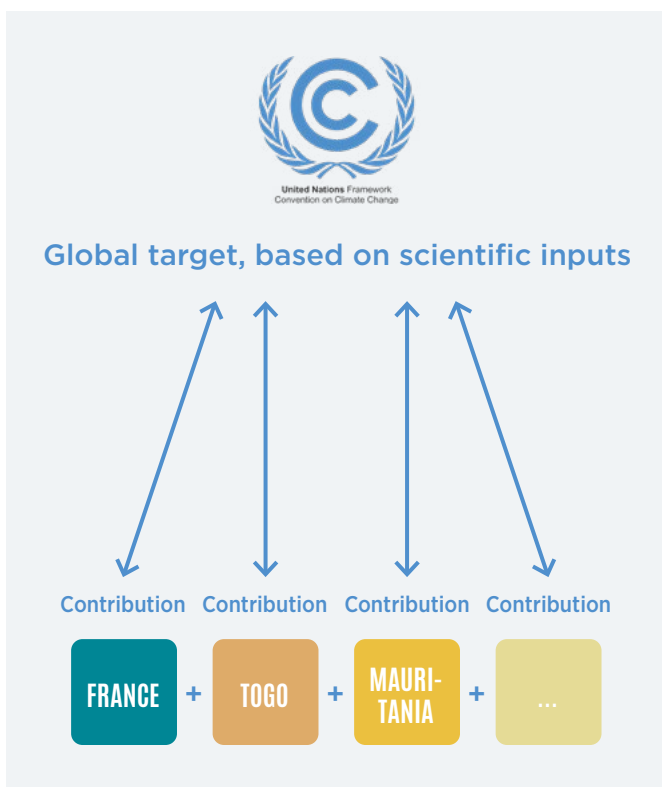 United Nations Framework
Convention on Climate Change
Global target, based on scientific inputs
Contribution Contribution Contribution Contribution
FRANCE + TOGO + MAURI-
TANIA + ...